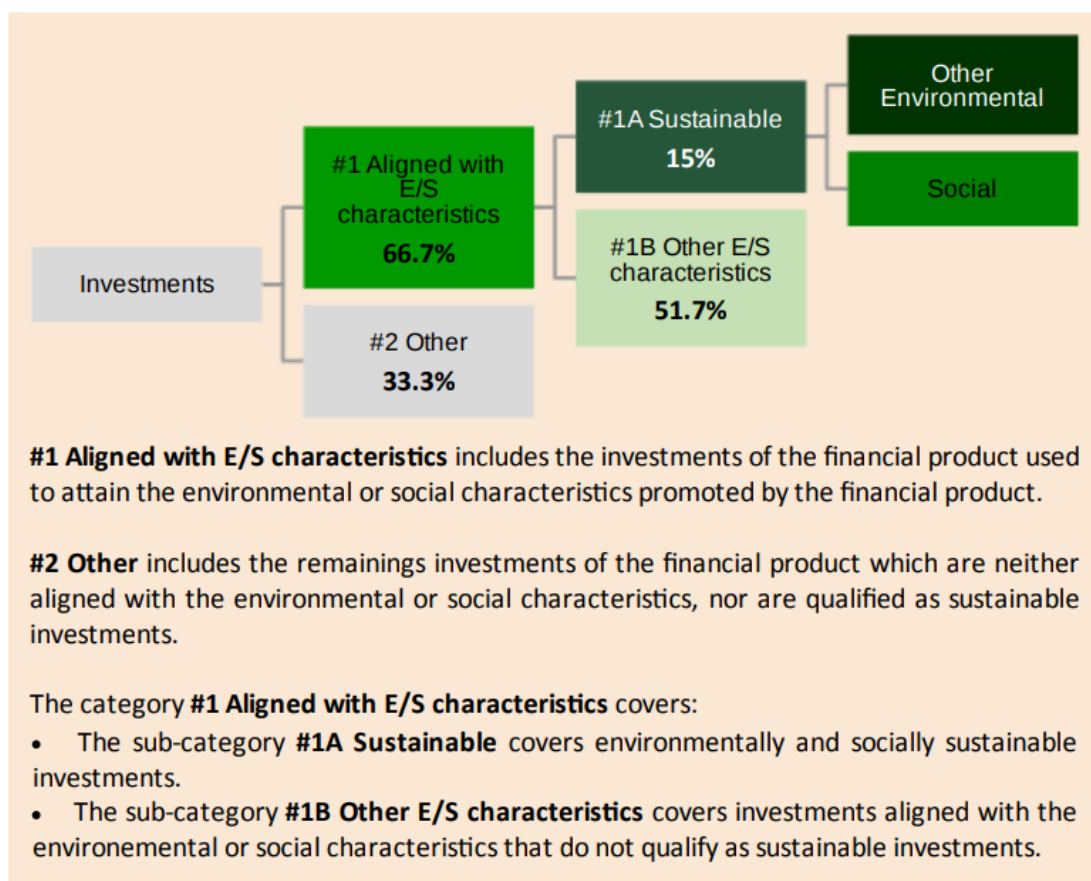 Investments
#1 Aligned with
E/S
characteristics
66.7%
#2 Other
33.3%
#1A Sustainable
15%
#1B Other E/S
characteristics
51.7%
Other
Environmental
Social
#1 Aligned with E/S characteristics includes the investments of the financial product used
to attain the environmental or social characteristics promoted by the financial product.
#2 Other includes the remainings investments of the financial product which are neither
aligned with the environmental or social characteristics, nor are qualified as sustainable
investments.
The category #1 Aligned with E/S characteristics covers:
• The sub-category #1A Sustainable covers environmentally and socially sustainable
investments.
• The sub-category #1B Other E/S characteristics covers investments aligned with the
environemental or social characteristics that do not qualify as sustainable investments.